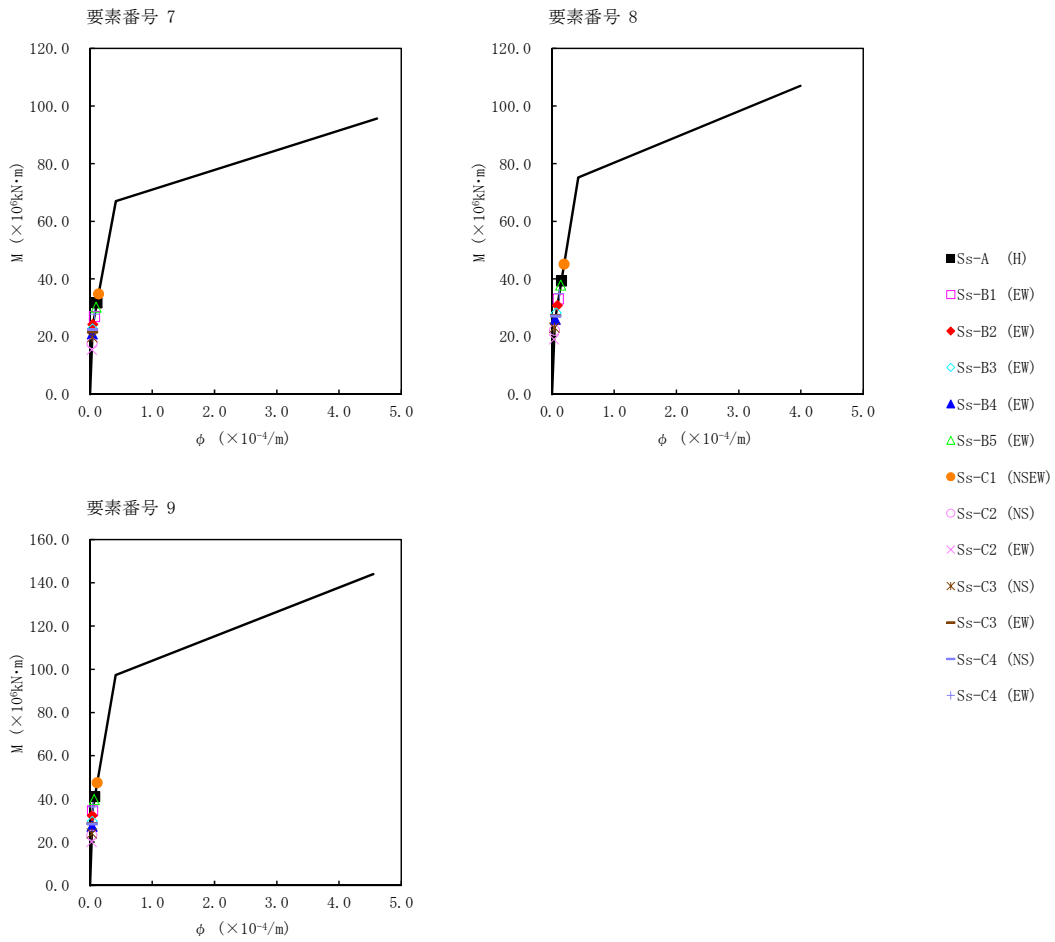 要素番号 7
120.0
100.0
80.0
60.0
40.0
20.0
0.0
M (×10⁶kN・m)
0.0 1.0 2.0 3.0 4.0 5.0
φ (×10⁻⁴/m)
要素番号 8
120.0
100.0
80.0
60.0
40.0
20.0
0.0
M (×10⁶kN・m)
0.0 1.0 2.0 3.0 4.0 5.0
φ (×10⁻⁴/m)
Ss-A (H)
Ss-B1 (EW)
Ss-B2 (EW)
Ss-B3 (EW)
Ss-B4 (EW)
Ss-B5 (EW)
Ss-C1 (NSEW)
Ss-C2 (NS)
Ss-C2 (EW)
Ss-C3 (NS)
Ss-C3 (EW)
Ss-C4 (NS)
Ss-C4 (EW)
要素番号 9
160.0
140.0
120.0
100.0
80.0
60.0
40.0
20.0
0.0
M (×10⁶kN・m)
0.0 1.0 2.0 3.0 4.0 5.0
φ (×10⁻⁴/m)